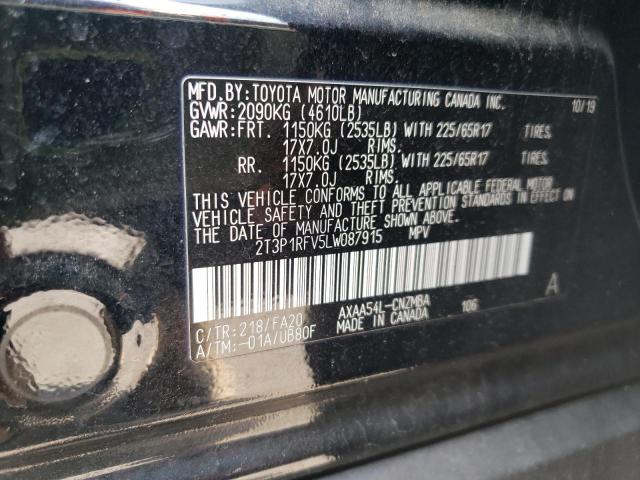 MFD. BY: TOYOTA MOTOR MANUFACTURING CANADA INC. 10/19
GVWR: 2090KG (4610LB)
GAWR: FRT. 1150KG (2535LB) WITH 225/65R17 TIRES,
17X7.0J RIMS.
RR. 1150KG (2535LB) WITH 225/65R17 TIRES,
17X7.0J RIMS.
THIS VEHICLE CONFORMS TO ALL APPLICABLE FEDERAL MOTOR
VEHICLE SAFETY AND THEFT PREVENTION STANDARDS IN EFFECT ON
THE DATE OF MANUFACTURE SHOWN ABOVE.
2T3P1RFV5LW087915 MPV
C/TR: 218/FA20 AXAA54L-CNZMBA 106 A
A/TM: -01A/UB80F MADE IN CANADA